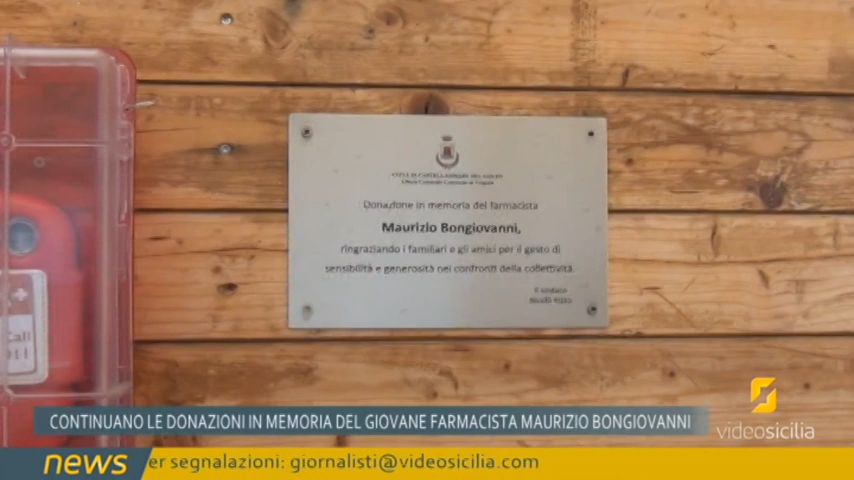 Donazione in memoria del farmacista
Maurizio Bongiovanni,
ringraziando i familiari e gli amici per il gesto di
sensibilità e generosità nei confronti della collettività.
Il sindaco
Call
911
CONTINUANO LE DONAZIONI IN MEMORIA DEL GIOVANE FARMACISTA MAURIZIO BONGIOVANNI
videosicilia
news er segnalazioni: giornalisti@videosicilia.com